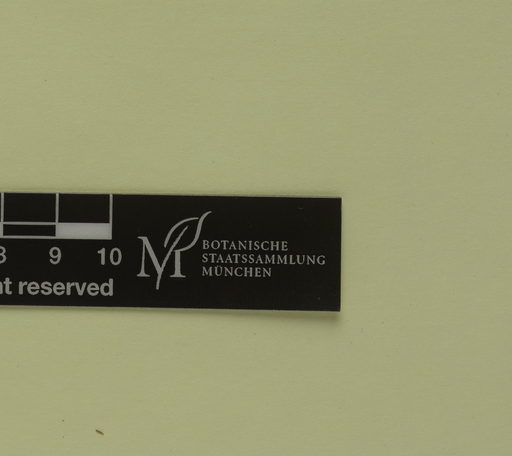 9 10
reserved
M BOTANISCHE
STAATSSAMMLUNG
MÜNCHEN